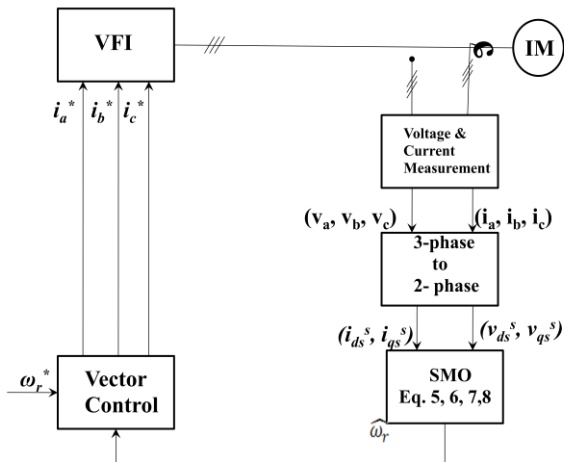 VFI
IM
i_a^* i_b^* i_c^*
Voltage &
Current
Measurement
(v_a, v_b, v_c) (i_a, i_b, i_c)
3-phase
to
2- phase
(i_ds^s, i_qs^s) (v_ds^s, v_qs^s)
ω_r^*
Vector
Control
SMO
Eq. 5, 6, 7,8
ω̂_r